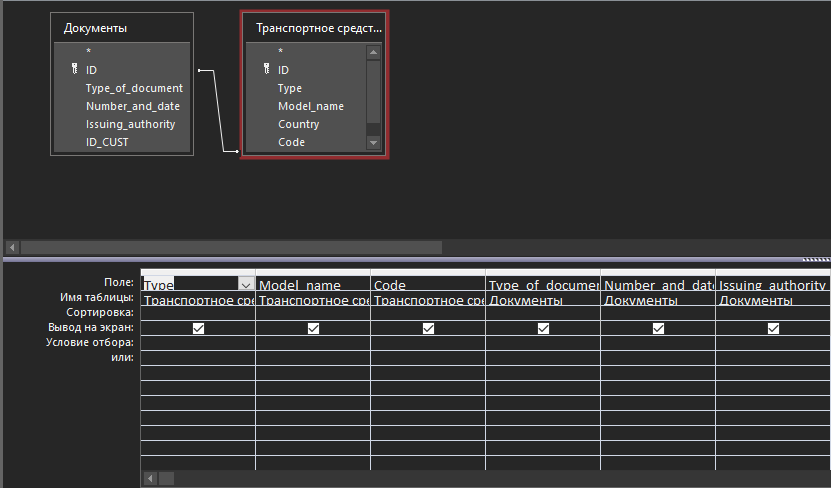 Документы
*
ID
Type_of_document
Number_and_date
Issuing_authority
ID_CUST
Транспортное средст...
*
ID
Type
Model_name
Country
Code
Поле: Type Model_name Code Type_of_documen Number_and_date Issuing_authority
Имя таблицы: Транспортное сре Транспортное сре Транспортное сре Документы Документы Документы
Сортировка:
Вывод на экран:
Условие отбора:
или: